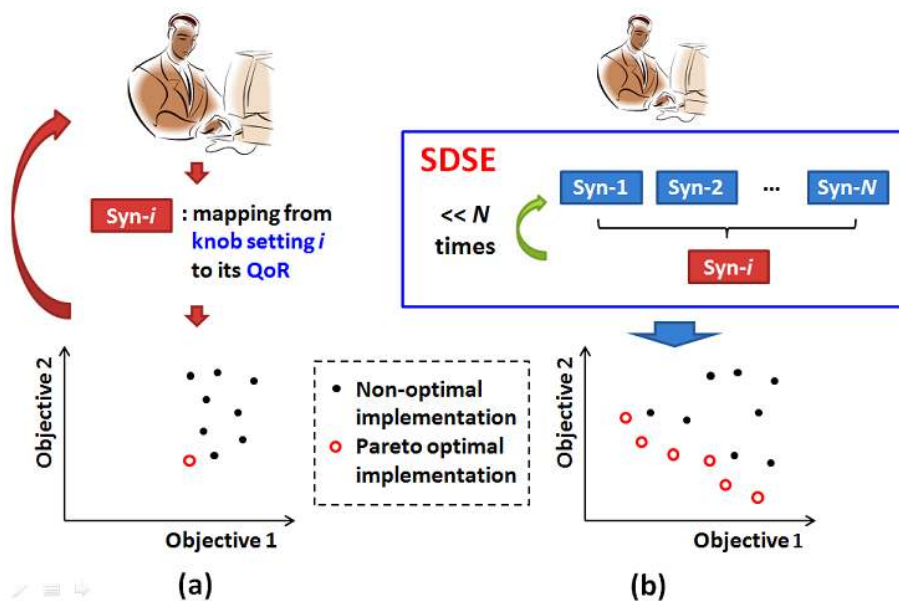 Syn-i : mapping from
knob setting i
to its QoR
Objective 2
Objective 1
(a)
Non-optimal
implementation
Pareto optimal
implementation
SDSE
<< N
times
Syn-1 Syn-2 ... Syn-N
Syn-i
Objective 2
Objective 1
(b)